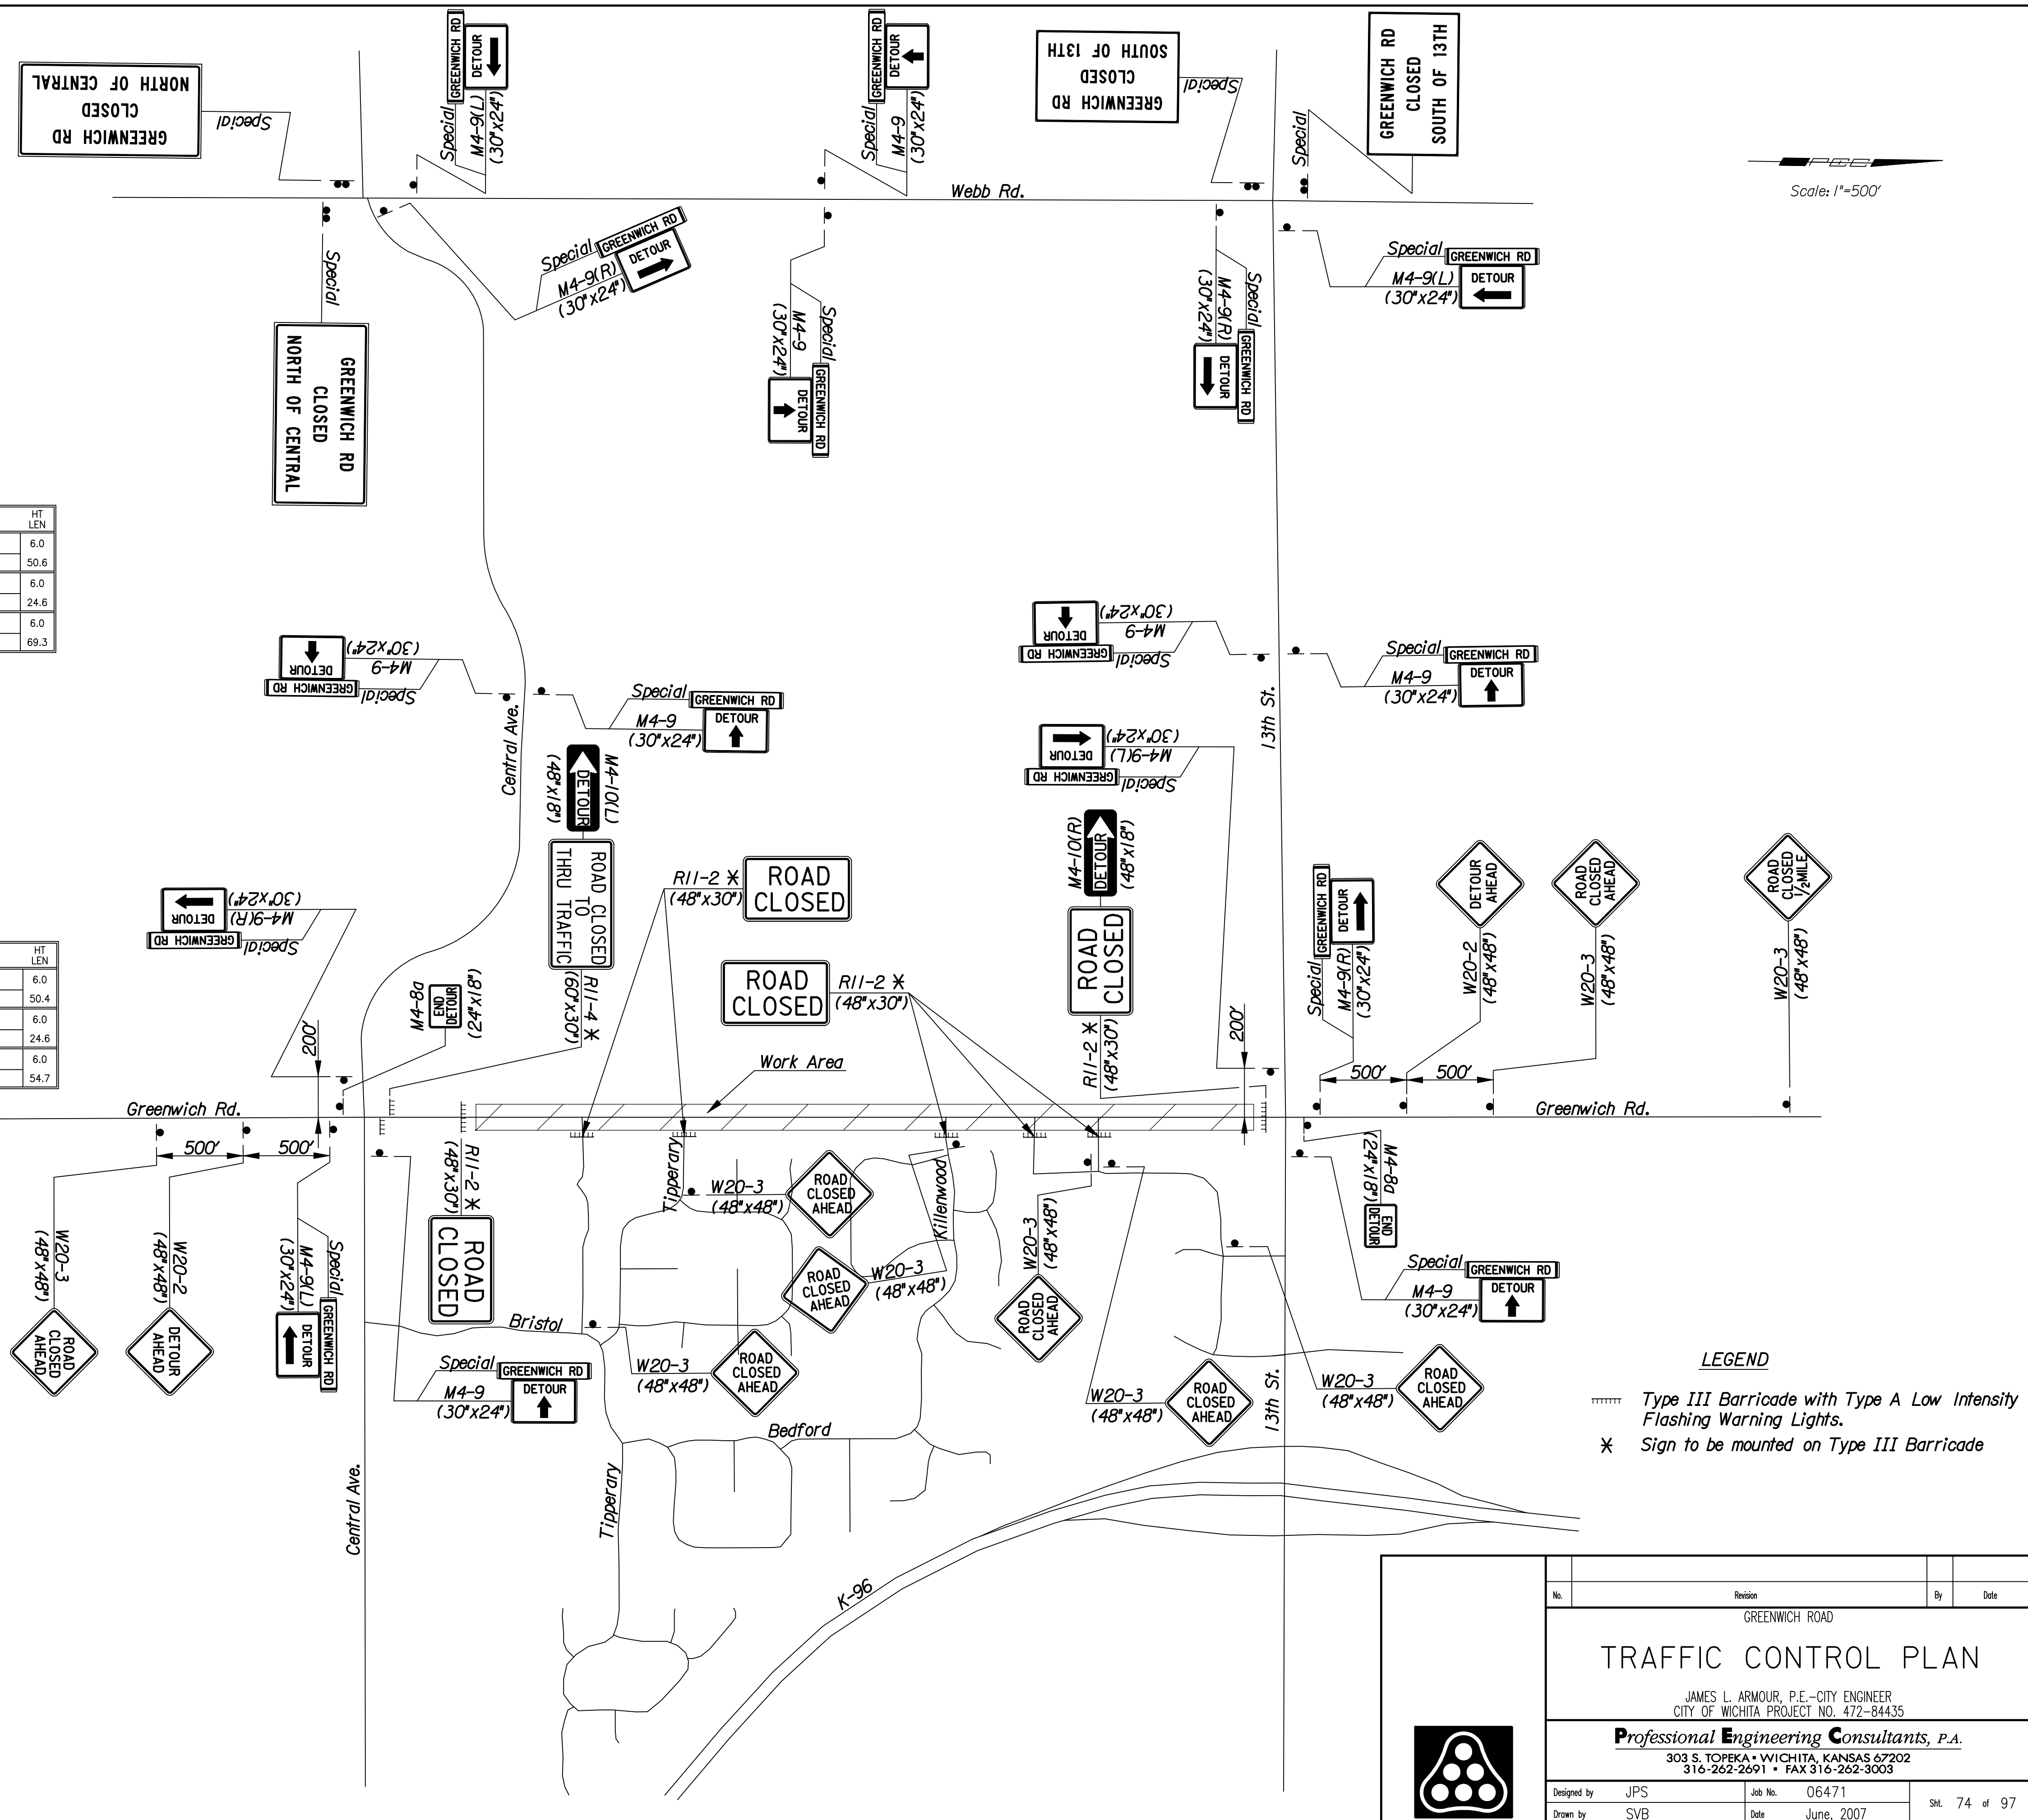 GREENWICH RD
CLOSED
NORTH OF CENTRAL
Special
GREENWICH RD
DETOUR
Special
M4-9(L)
(30"x24")
GREENWICH RD
DETOUR
Special
M4-9
(30"x24")
GREENWICH RD
CLOSED
SOUTH OF 13TH
Special
GREENWICH RD
CLOSED
SOUTH OF 13TH
Special
Scale: 1"=500'
Webb Rd.
Special
GREENWICH RD
CLOSED
NORTH OF CENTRAL
Special
M4-9(R)
(30"x24")
GREENWICH RD
DETOUR
Special
M4-9
(30"x24")
GREENWICH RD
DETOUR
Special
M4-9(R)
(30"x24")
GREENWICH RD
DETOUR
Special
M4-9(L)
(30"x24")
GREENWICH RD
DETOUR
HT
LEN
6.0
50.6
6.0
24.6
6.0
69.3
Special
M4-9
(30"x24")
GREENWICH RD
DETOUR
Central Ave.
Special
M4-9
(30"x24")
GREENWICH RD
DETOUR
Special
M4-9
(30"x24")
GREENWICH RD
DETOUR
13th St.
Special
M4-9
(30"x24")
GREENWICH RD
DETOUR
Special
M4-9(L)
(30"x24")
GREENWICH RD
DETOUR
M4-10(L)
(48"x18")
DETOUR
ROAD CLOSED
TO
THRU TRAFFIC
R11-4 *
(60"x30")
R11-2 *
(48"x30")
ROAD
CLOSED
ROAD
CLOSED
R11-2 *
(48"x30")
M4-10(R)
(48"x18")
DETOUR
ROAD
CLOSED
R11-2 *
(48"x30")
GREENWICH RD
DETOUR
Special
M4-9(R)
(30"x24")
DETOUR
AHEAD
W20-2
(48"x48")
ROAD
CLOSED
AHEAD
W20-3
(48"x48")
ROAD
CLOSED
1/2MILE
W20-3
(48"x48")
HT
LEN
6.0
50.4
6.0
24.6
6.0
54.7
Special
M4-9(R)
(30"x24")
GREENWICH RD
DETOUR
200'
M4-8a
END
DETOUR
(24"x18")
Work Area
200'
500'
500'
Greenwich Rd.
Greenwich Rd.
500'
500'
W20-3
(48"x48")
ROAD
CLOSED
AHEAD
W20-2
(48"x48")
DETOUR
AHEAD
Special
M4-9(L)
(30"x24")
GREENWICH RD
DETOUR
R11-2 *
(48"x30")
ROAD
CLOSED
Tipperary
W20-3
(48"x48")
ROAD
CLOSED
AHEAD
Killenwood
W20-3
(48"x48")
ROAD
CLOSED
AHEAD
W20-3
(48"x48")
ROAD
CLOSED
AHEAD
M4-8a
(24"x18")
END
DETOUR
Special
M4-9
(30"x24")
GREENWICH RD
DETOUR
Bristol
W20-3
(48"x48")
ROAD
CLOSED
AHEAD
Special
M4-9
(30"x24")
GREENWICH RD
DETOUR
W20-3
(48"x48")
ROAD
CLOSED
AHEAD
13th St.
W20-3
(48"x48")
ROAD
CLOSED
AHEAD
Bedford
Central Ave.
Tipperary
K-96
LEGEND
Type III Barricade with Type A Low Intensity
Flashing Warning Lights.
* Sign to be mounted on Type III Barricade
No. Revision By Date
GREENWICH ROAD
TRAFFIC CONTROL PLAN
JAMES L. ARMOUR, P.E.-CITY ENGINEER
CITY OF WICHITA PROJECT NO. 472-84435
Professional Engineering Consultants, P.A.
303 S. TOPEKA ▪ WICHITA, KANSAS 67202
316-262-2691 ▪ FAX 316-262-3003
Designed by JPS Job No. 06471
Drawn by SVB Date June, 2007
Sht. 74 of 97